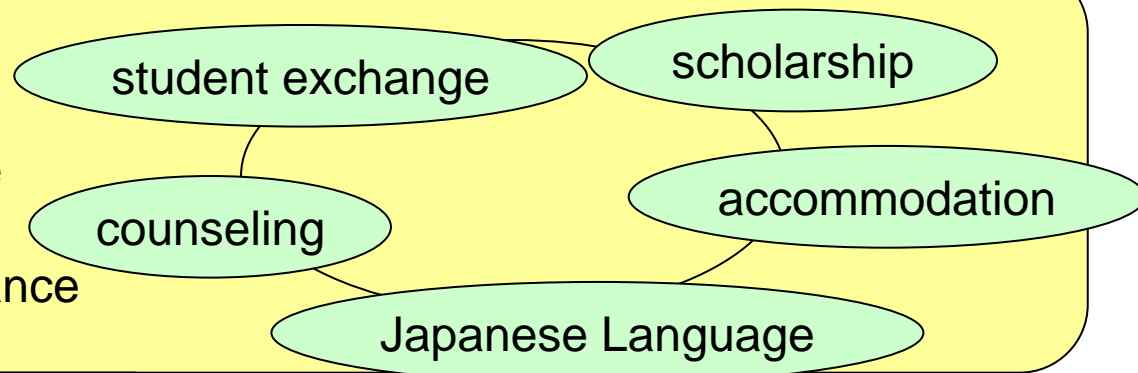 student exchange
scholarship
accommodation
counseling
Japanese Language